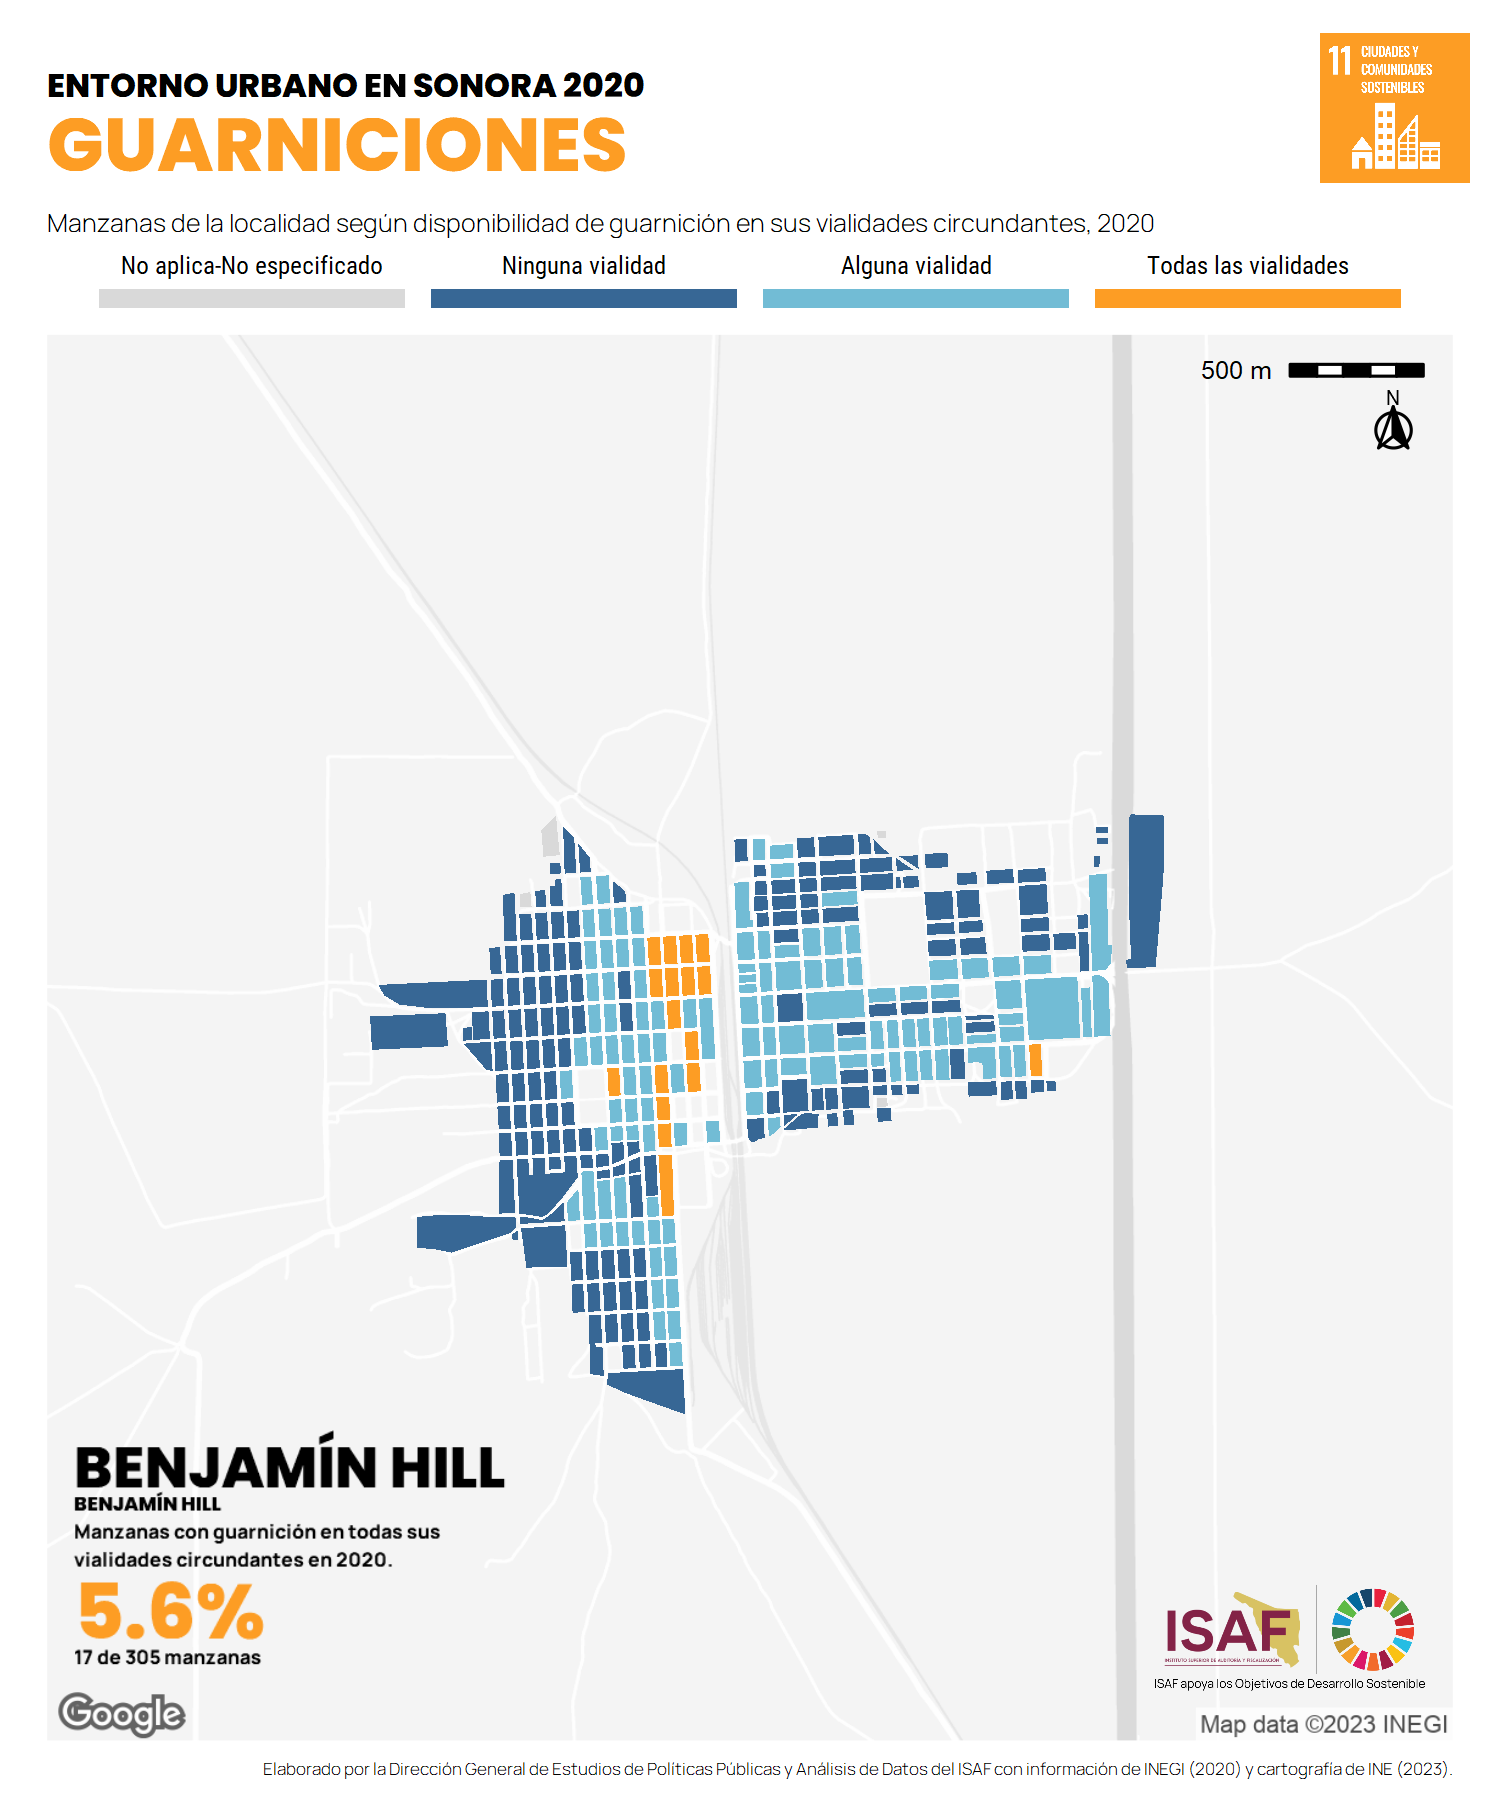 ENTORNO URBANO EN SONORA 2020
GUARNICIONES
11 CIUDADES Y
COMUNIDADES
SOSTENIBLES
Manzanas de la localidad según disponibilidad de guarnición en sus vialidades circundantes, 2020
No aplica-No especificado Ninguna vialidad Alguna vialidad Todas las vialidades
500 m
N
BENJAMÍN HILL
BENJAMÍN HILL
Manzanas con guarnición en todas sus
vialidades circundantes en 2020.
5.6%
17 de 305 manzanas
ISAF
INSTITUTO SUPERIOR DE AUDITORÍA Y FISCALIZACIÓN
ISAF apoya los Objetivos de Desarrollo Sostenible
Google
Map data ©2023 INEGI
Elaborado por la Dirección General de Estudios de Políticas Públicas y Análisis de Datos del ISAF con información de INEGI (2020) y cartografía de INE (2023).